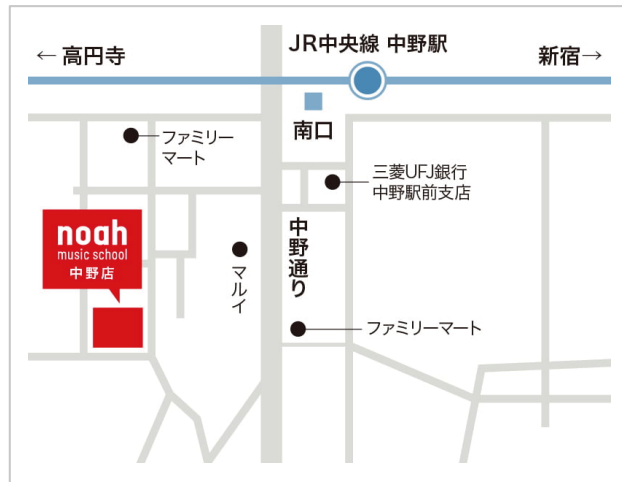 JR中央線 中野駅
← 高円寺
新宿→
南口
ファミリー
マート
三菱UFJ銀行
中野駅前支店
noah
music school
中野店
中野通り
マルイ
ファミリーマート